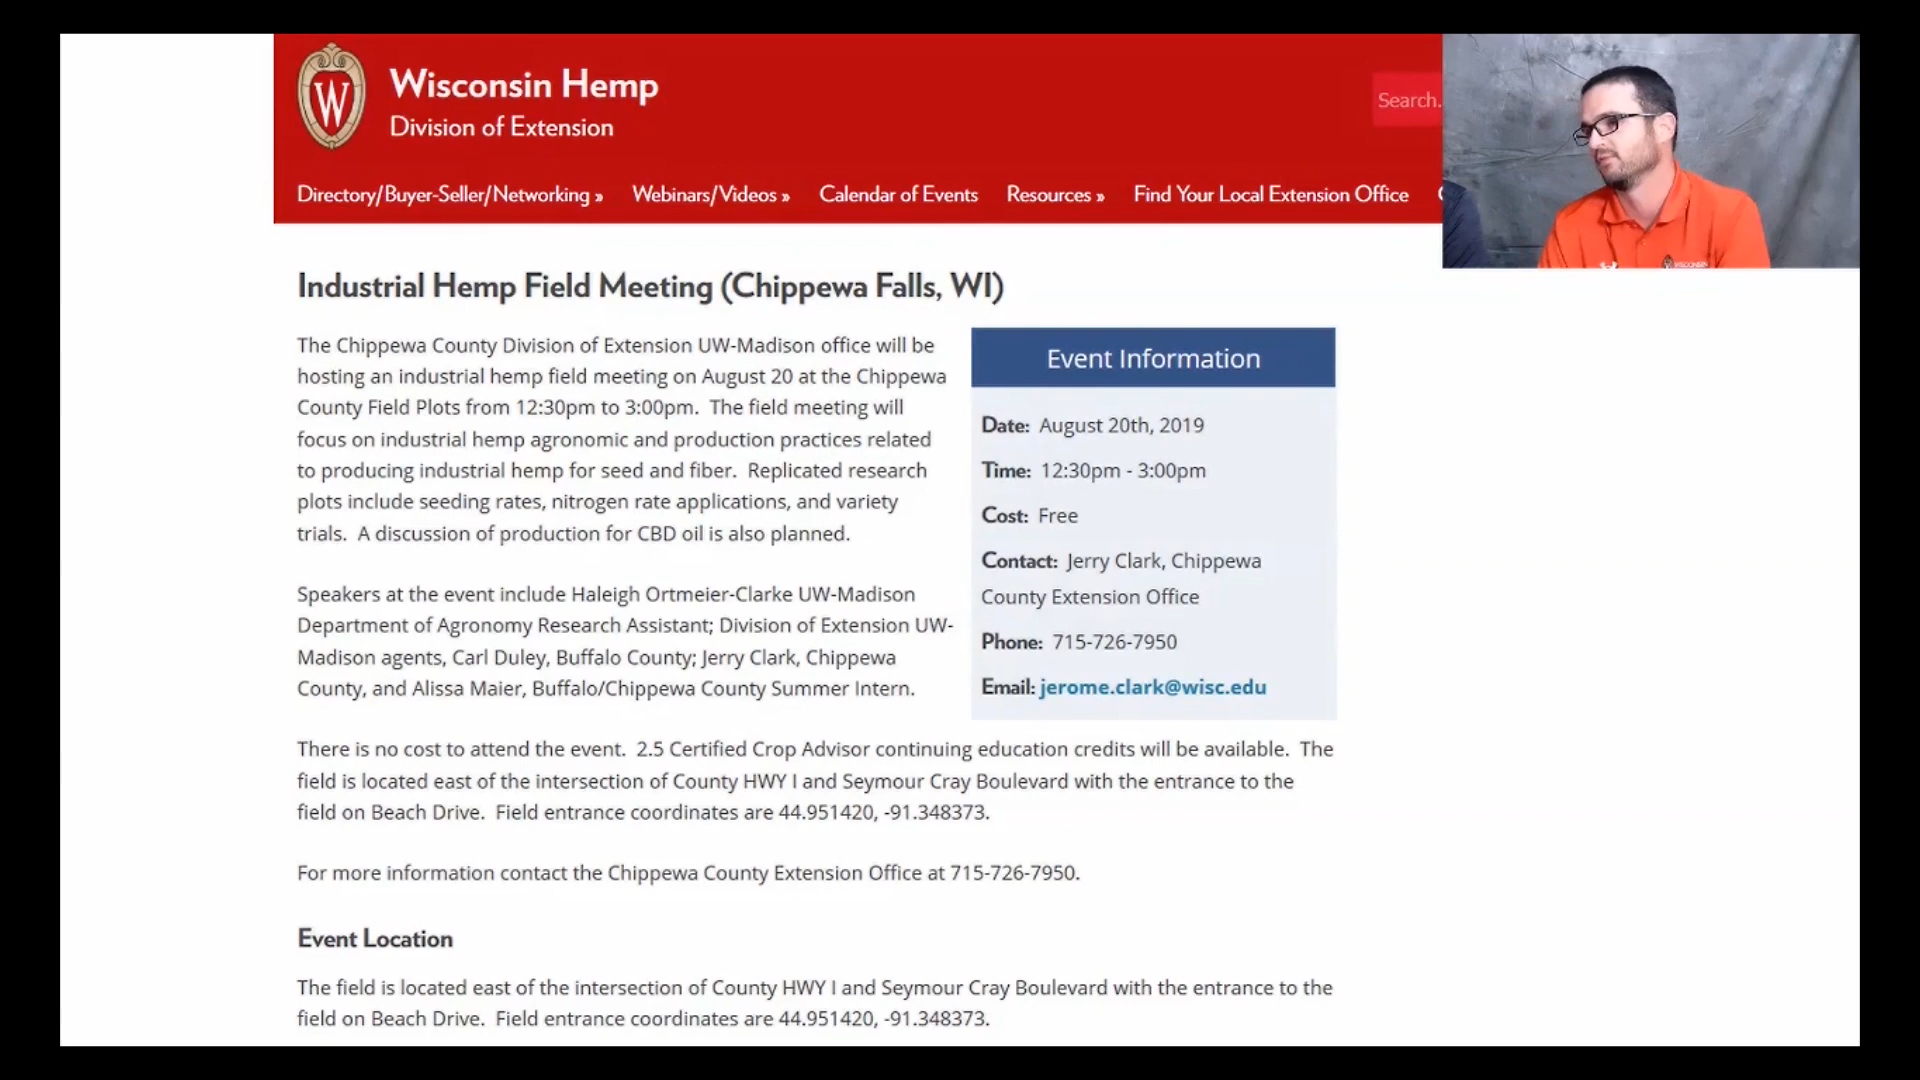 W
Wisconsin Hemp
Division of Extension
Search.
Directory/Buyer-Seller/Networking »
Webinars/Videos »
Calendar of Events
Resources »
Find Your Local Extension Office
Industrial Hemp Field Meeting (Chippewa Falls, WI)
The Chippewa County Division of Extension UW-Madison office will be
hosting an industrial hemp field meeting on August 20 at the Chippewa
County Field Plots from 12:30pm to 3:00pm.  The field meeting will
focus on industrial hemp agronomic and production practices related
to producing industrial hemp for seed and fiber.  Replicated research
plots include seeding rates, nitrogen rate applications, and variety
trials.  A discussion of production for CBD oil is also planned.
Speakers at the event include Haleigh Ortmeier-Clarke UW-Madison
Department of Agronomy Research Assistant; Division of Extension UW-
Madison agents, Carl Duley, Buffalo County; Jerry Clark, Chippewa
County, and Alissa Maier, Buffalo/Chippewa County Summer Intern.
Event Information
Date: August 20th, 2019
Time: 12:30pm - 3:00pm
Cost: Free
Contact: Jerry Clark, Chippewa
County Extension Office
Phone: 715-726-7950
Email: jerome.clark@wisc.edu
There is no cost to attend the event.  2.5 Certified Crop Advisor continuing education credits will be available.  The
field is located east of the intersection of County HWY I and Seymour Cray Boulevard with the entrance to the
field on Beach Drive.  Field entrance coordinates are 44.951420, -91.348373.
For more information contact the Chippewa County Extension Office at 715-726-7950.
Event Location
The field is located east of the intersection of County HWY I and Seymour Cray Boulevard with the entrance to the
field on Beach Drive.  Field entrance coordinates are 44.951420, -91.348373.